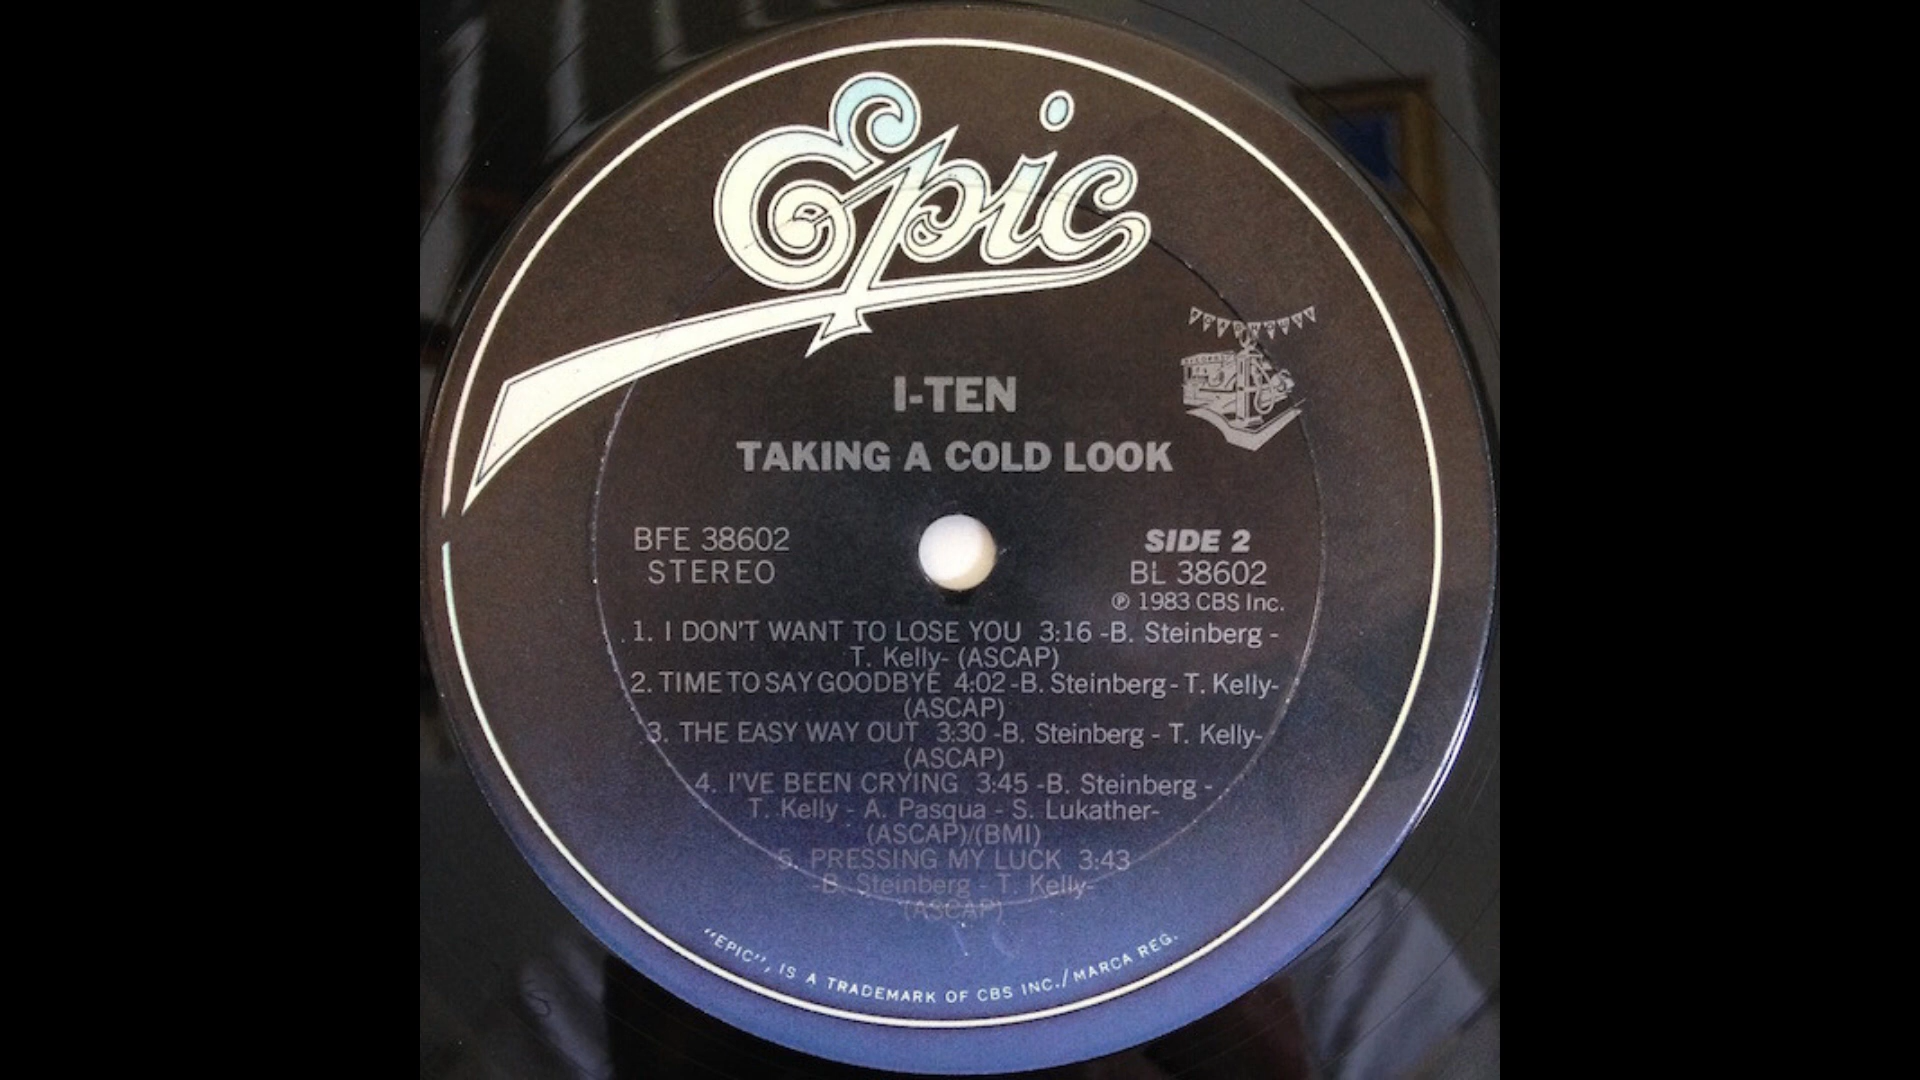 Epic
I-TEN
TAKING A COLD LOOK
BFE 38602
STEREO
SIDE 2
BL 38602
℗ 1983 CBS Inc.
1. I DON'T WANT TO LOSE YOU 3:16 -B. Steinberg -
T. Kelly- (ASCAP)
2. TIME TO SAY GOODBYE 4:02 -B. Steinberg - T. Kelly-
(ASCAP)
3. THE EASY WAY OUT 3:30 -B. Steinberg - T. Kelly-
(ASCAP)
4. I'VE BEEN CRYING 3:45 -B. Steinberg -
T. Kelly - A. Pasqua - S. Lukather-
(ASCAP)/(BMI)
5. PRESSING MY LUCK 3:43
-B. Steinberg - T. Kelly-
(ASCAP)
"EPIC", IS A TRADEMARK OF CBS INC./MARCA REG.